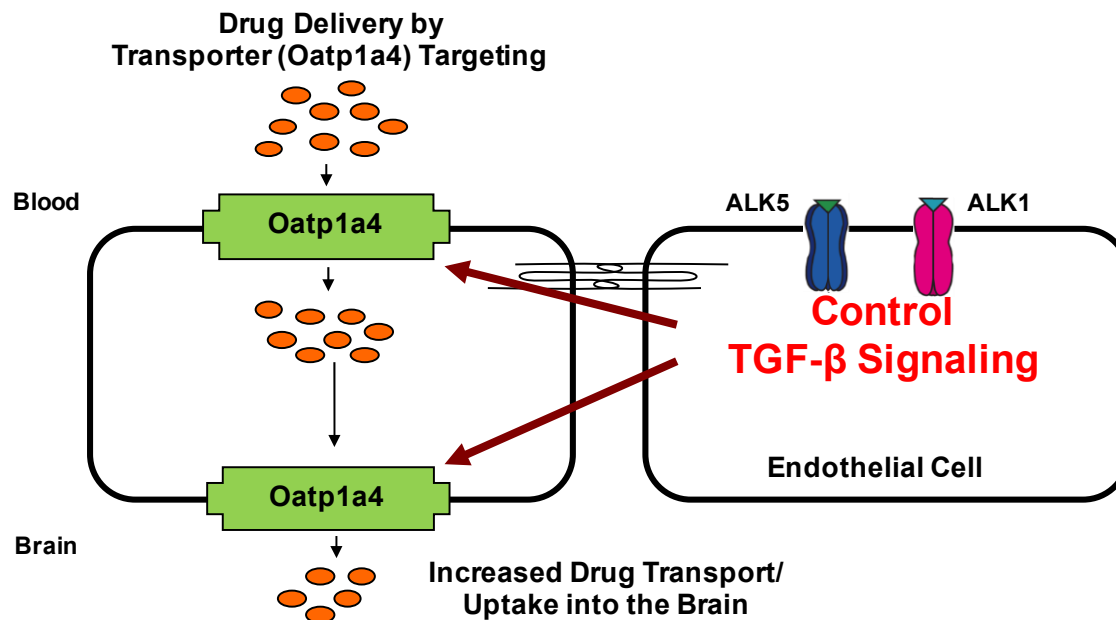 Drug Delivery by
Transporter (Oatp1a4) Targeting
Blood
Oatp1a4
ALK5
ALK1
Control
TGF-β Signaling
Endothelial Cell
Oatp1a4
Brain
Increased Drug Transport/
Uptake into the Brain